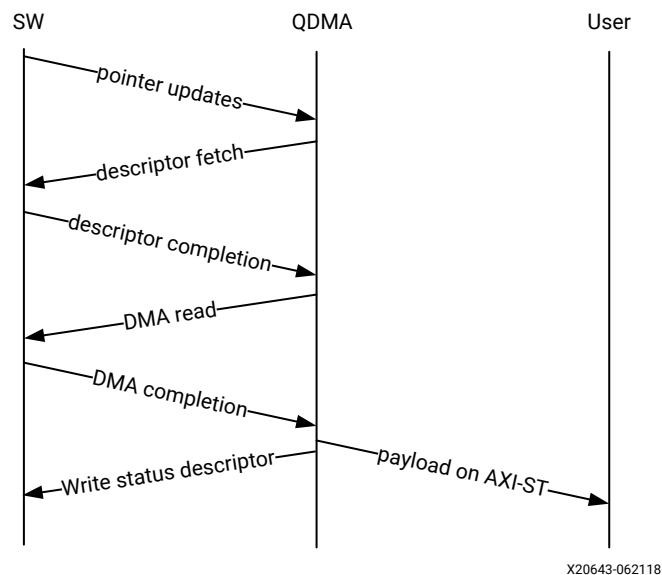 SW
QDMA
User
pointer updates
descriptor fetch
descriptor completion
DMA read
DMA completion
payload on AXI-ST
Write status descriptor
X20643-062118